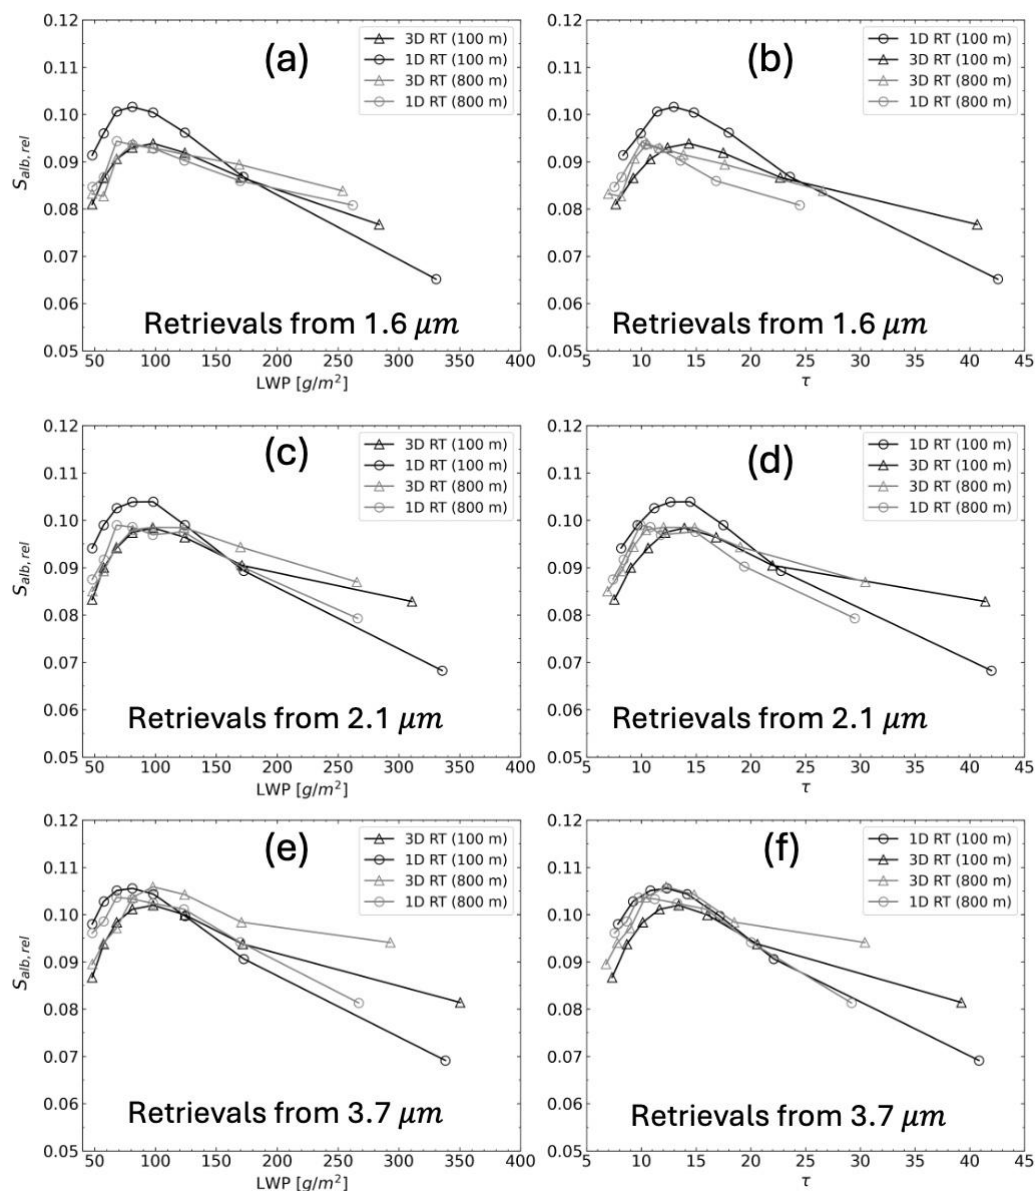 0.12
0.11
0.10
0.09
0.08
0.07
0.06
0.05
S_{alb,rel}
(a)
3D RT (100 m)
1D RT (100 m)
3D RT (800 m)
1D RT (800 m)
Retrievals from 1.6 μm
50 100 150 200 250 300 350 400
LWP [g/m²]
0.12
0.11
0.10
0.09
0.08
0.07
0.06
0.05
(b)
1D RT (100 m)
3D RT (100 m)
3D RT (800 m)
1D RT (800 m)
Retrievals from 1.6 μm
5 10 15 20 25 30 35 40 45
τ
0.12
0.11
0.10
0.09
0.08
0.07
0.06
0.05
S_{alb,rel}
(c)
3D RT (100 m)
1D RT (100 m)
3D RT (800 m)
1D RT (800 m)
Retrievals from 2.1 μm
50 100 150 200 250 300 350 400
LWP [g/m²]
0.12
0.11
0.10
0.09
0.08
0.07
0.06
0.05
(d)
1D RT (100 m)
3D RT (100 m)
3D RT (800 m)
1D RT (800 m)
Retrievals from 2.1 μm
5 10 15 20 25 30 35 40 45
τ
0.12
0.11
0.10
0.09
0.08
0.07
0.06
0.05
S_{alb,rel}
(e)
3D RT (100 m)
1D RT (100 m)
3D RT (800 m)
1D RT (800 m)
Retrievals from 3.7 μm
50 100 150 200 250 300 350 400
LWP [g/m²]
0.12
0.11
0.10
0.09
0.08
0.07
0.06
0.05
(f)
1D RT (100 m)
3D RT (100 m)
3D RT (800 m)
1D RT (800 m)
Retrievals from 3.7 μm
5 10 15 20 25 30 35 40 45
τ